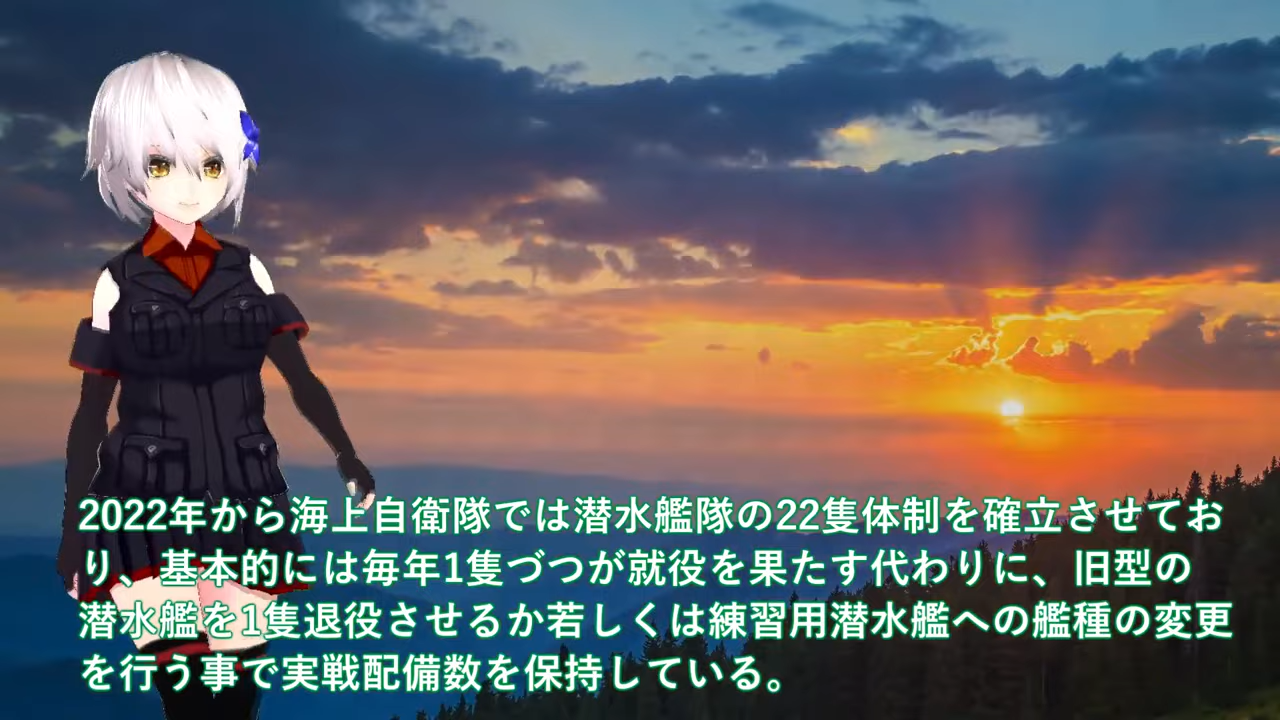 2022年から海上自衛隊では潜水艦隊の22隻体制を確立させてお
り、基本的には毎年1隻づつが就役を果たす代わりに、旧型の
潜水艦を1隻退役させるか若しくは練習用潜水艦への艦種の変更
を行う事で実戦配備数を保持している。